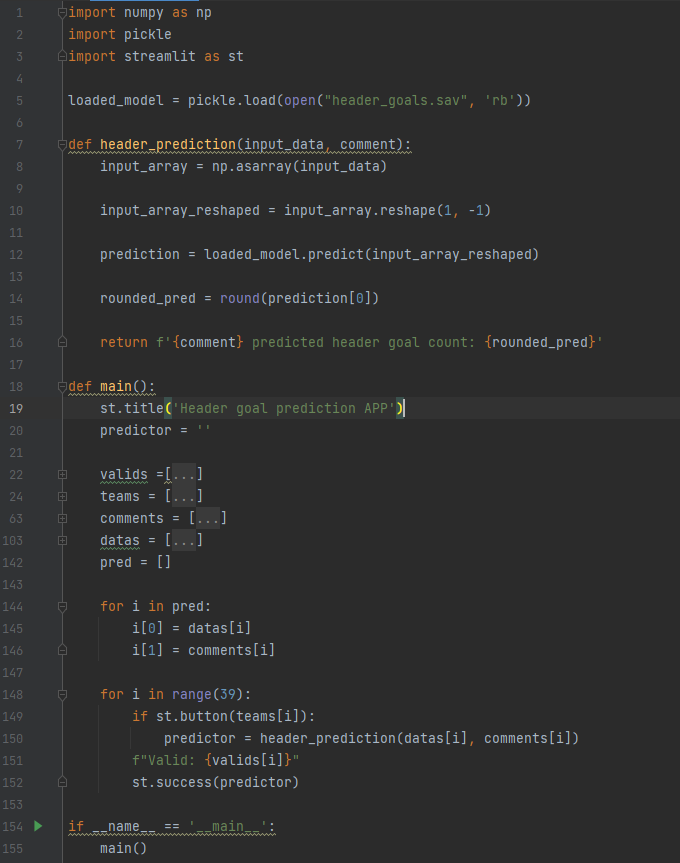 1 import numpy as np
2 import pickle
3 import streamlit as st
4
5 loaded_model = pickle.load(open("header_goals.sav", 'rb'))
6
7 def header_prediction(input_data, comment):
8     input_array = np.asarray(input_data)
9
10     input_array_reshaped = input_array.reshape(1, -1)
11
12     prediction = loaded_model.predict(input_array_reshaped)
13
14     rounded_pred = round(prediction[0])
15
16     return f'{comment} predicted header goal count: {rounded_pred}'
17
18 def main():
19     st.title('Header goal prediction APP')
20     predictor = ''
21
22     valids =[...]
24     teams = [...]
63     comments = [...]
103     datas = [...]
142     pred = []
143
144     for i in pred:
145         i[0] = datas[i]
146         i[1] = comments[i]
147
148     for i in range(39):
149         if st.button(teams[i]):
150             predictor = header_prediction(datas[i], comments[i])
151         f"Valid: {valids[i]}"
152         st.success(predictor)
153
154 if __name__ == '__main__':
155     main()